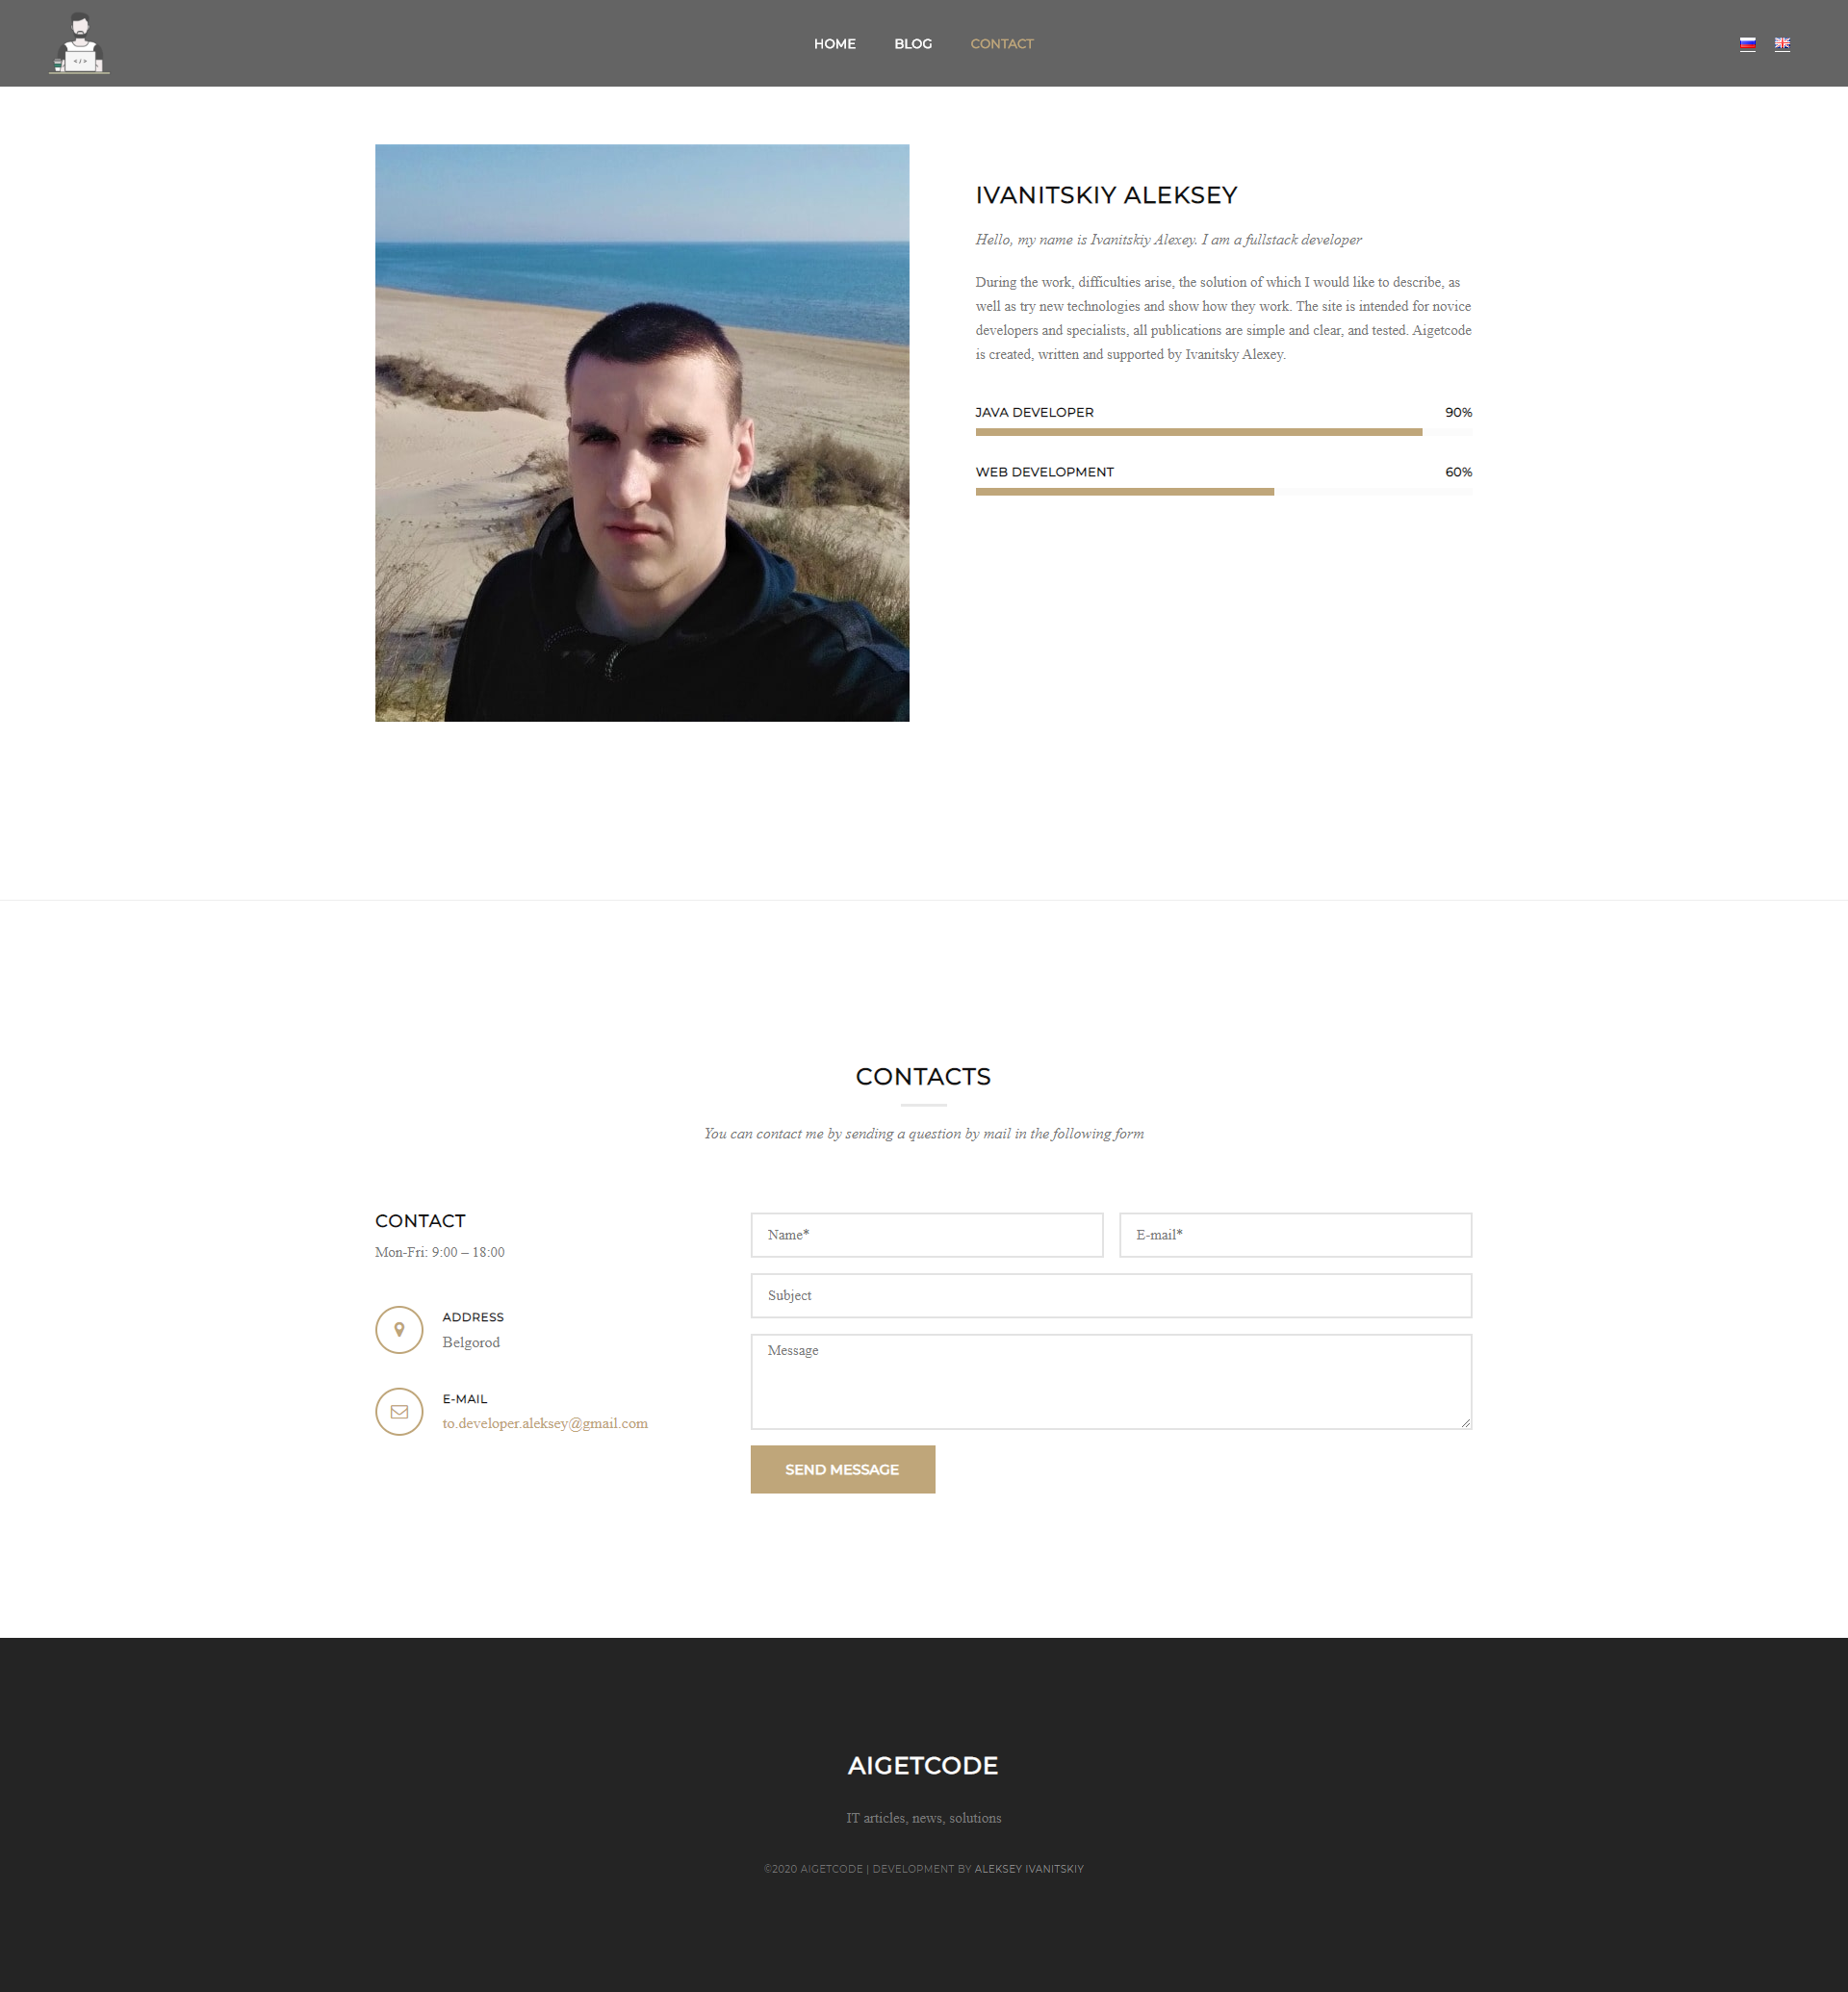 HOME
BLOG
CONTACT
IVANITSKIY ALEKSEY
Hello, my name is Ivanitskiy Alexey. I am a fullstack developer
During the work, difficulties arise, the solution of which I would like to describe, as
well as try new technologies and show how they work. The site is intended for novice
developers and specialists, all publications are simple and clear, and tested. Aigetcode
is created, written and supported by Ivanitsky Alexey.
JAVA DEVELOPER 90%
WEB DEVELOPMENT 60%
CONTACTS
You can contact me by sending a question by mail in the following form
CONTACT
Mon-Fri: 9:00 – 18:00
ADDRESS
Belgorod
E-MAIL
to.developer.aleksey@gmail.com
Name*
E-mail*
Subject
Message
SEND MESSAGE
AIGETCODE
IT articles, news, solutions
©2020 AIGETCODE | DEVELOPMENT BY ALEKSEY IVANITSKIY